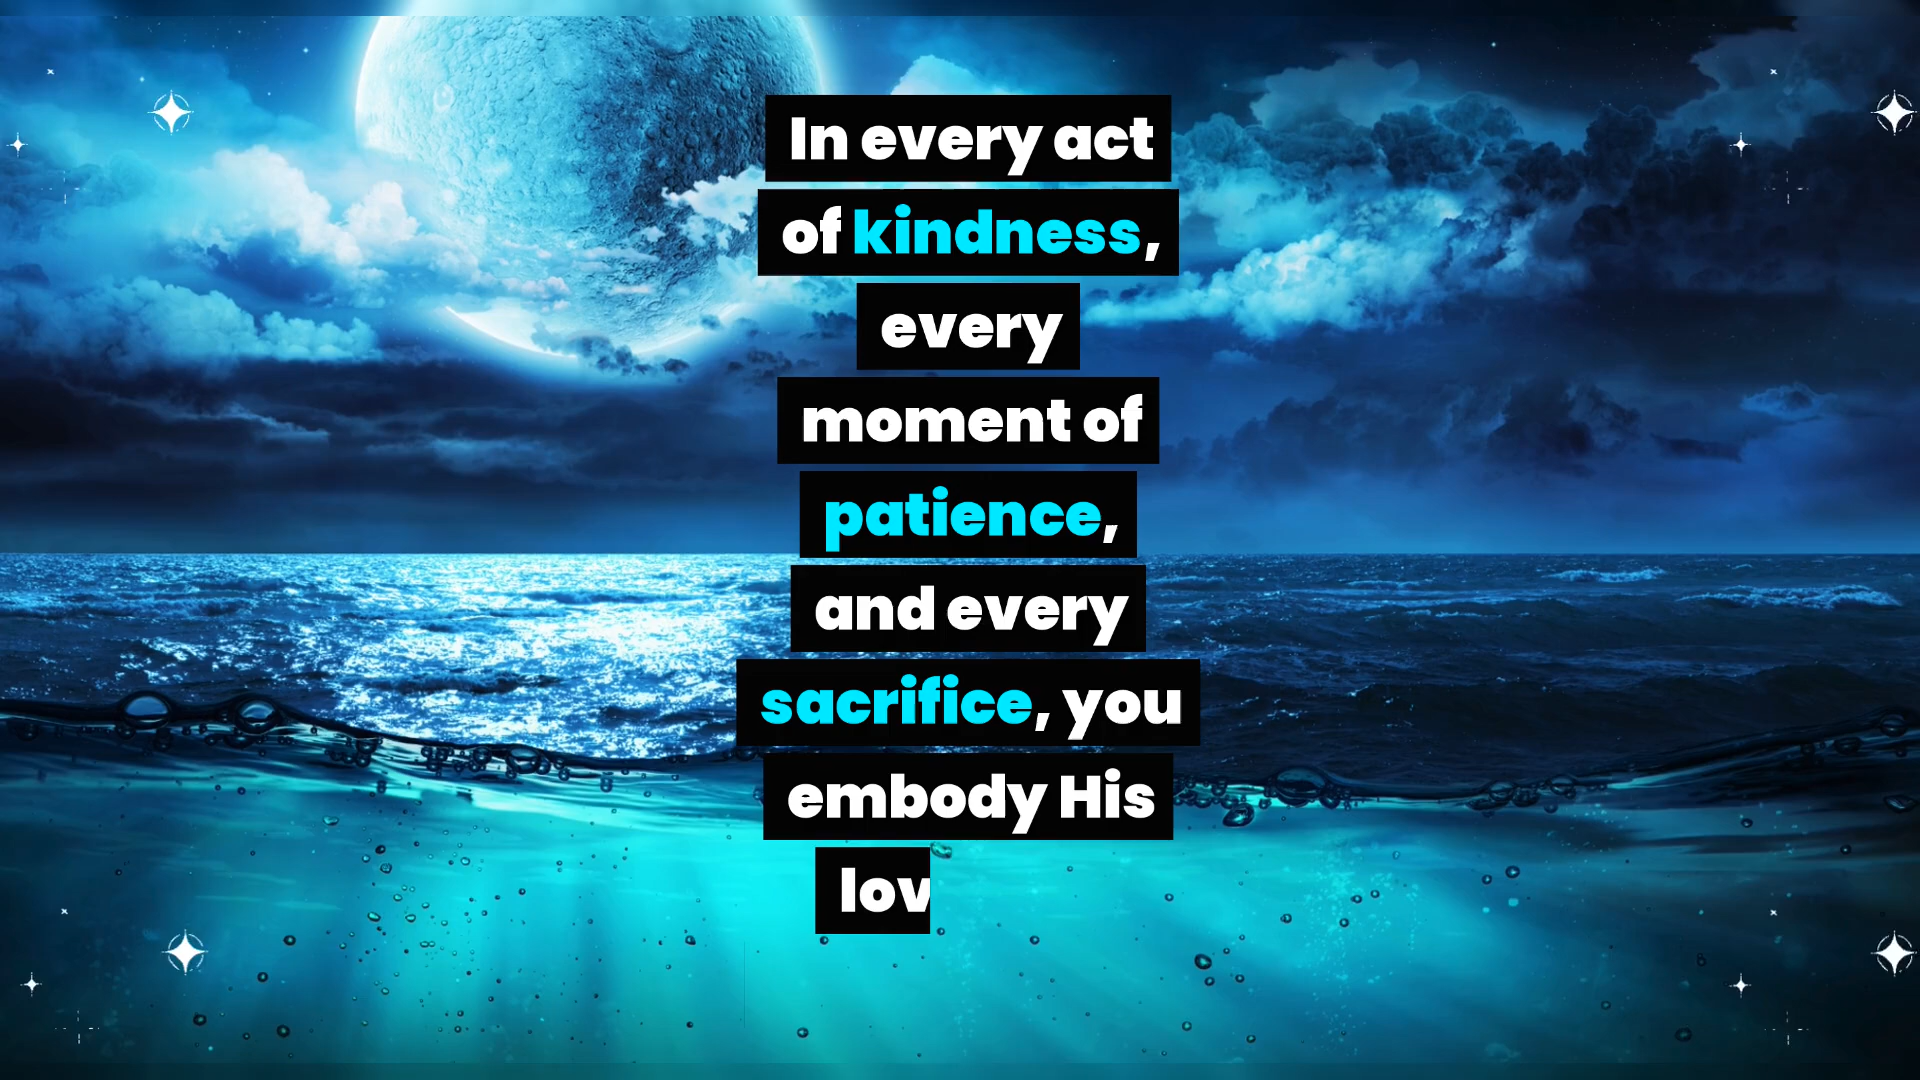 In every act
of kindness,
every
moment of
patience,
and every
sacrifice, you
embody His
lov